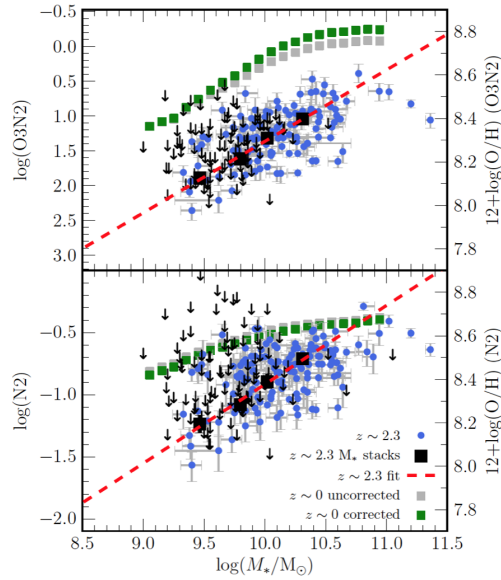 0.0
0.5
1.0
1.5
2.0
2.5
3.0
log(O3N2)
8.8
8.6
8.4
8.2
8.0
7.8
12+log(O/H) (O3N2)
−0.5
−1.0
−1.5
−2.0
log(N2)
8.8
8.6
8.4
8.2
8.0
7.8
12+log(O/H) (N2)
z ∼ 2.3
z ∼ 2.3 M* stacks
z ∼ 2.3 fit
z ∼ 0 uncorrected
z ∼ 0 corrected
8.5 9.0 9.5 10.0 10.5 11.0 11.5
log(M*/M⊙)